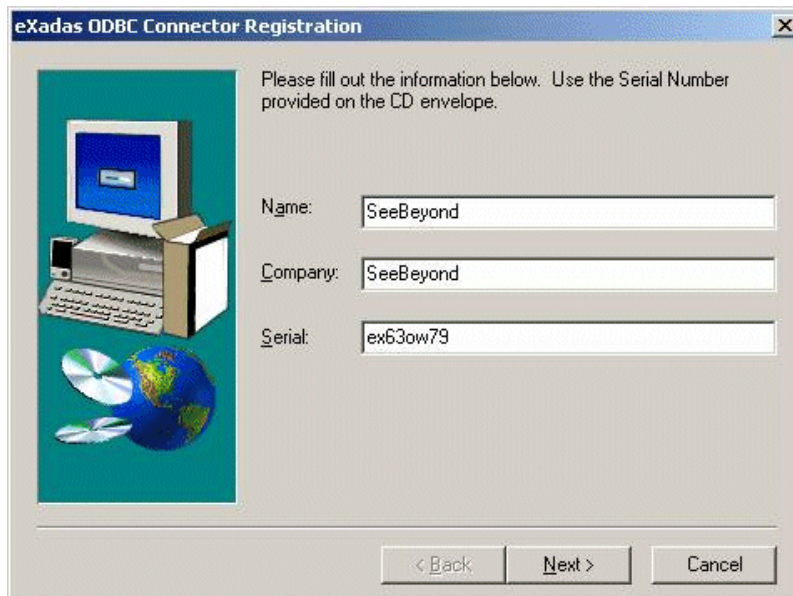 eXadas ODBC Connector Registration
Please fill out the information below. Use the Serial Number
provided on the CD envelope.
Name: SeeBeyond
Company: SeeBeyond
Serial: ex63ow79
< Back Next > Cancel